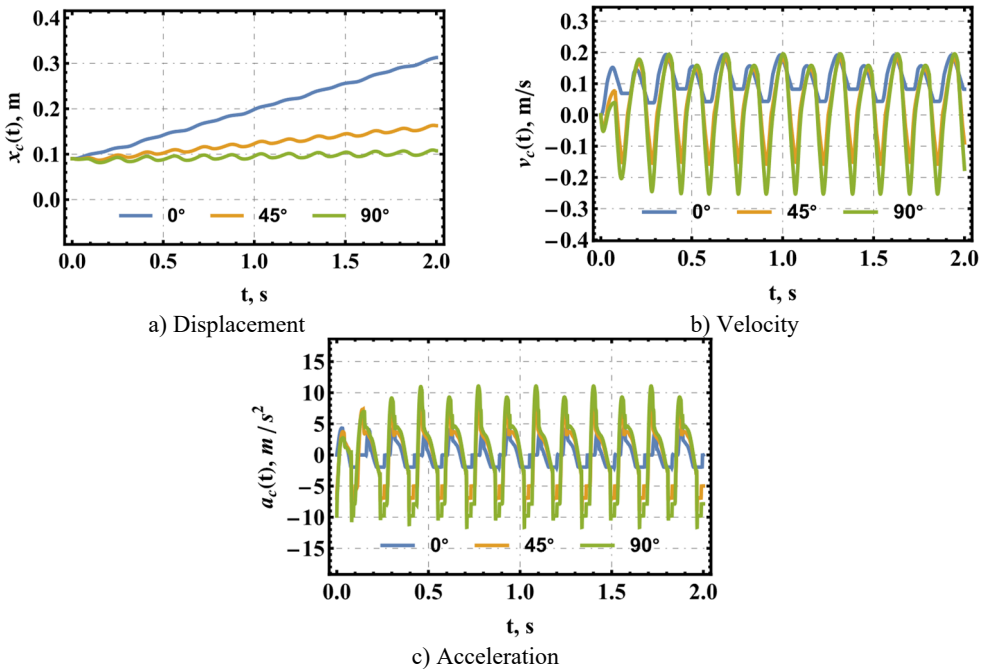 x_c(t), m
0.4
0.3
0.2
0.1
0.0
0° 45° 90°
0.0 0.5 1.0 1.5 2.0
t, s
a) Displacement
v_c(t), m/s
0.3
0.2
0.1
0.0
−0.1
−0.2
−0.3
−0.4
0° 45° 90°
0.0 0.5 1.0 1.5 2.0
t, s
b) Velocity
a_c(t), m/s²
15
10
5
0
−5
−10
−15
0° 45° 90°
0.0 0.5 1.0 1.5 2.0
t, s
c) Acceleration